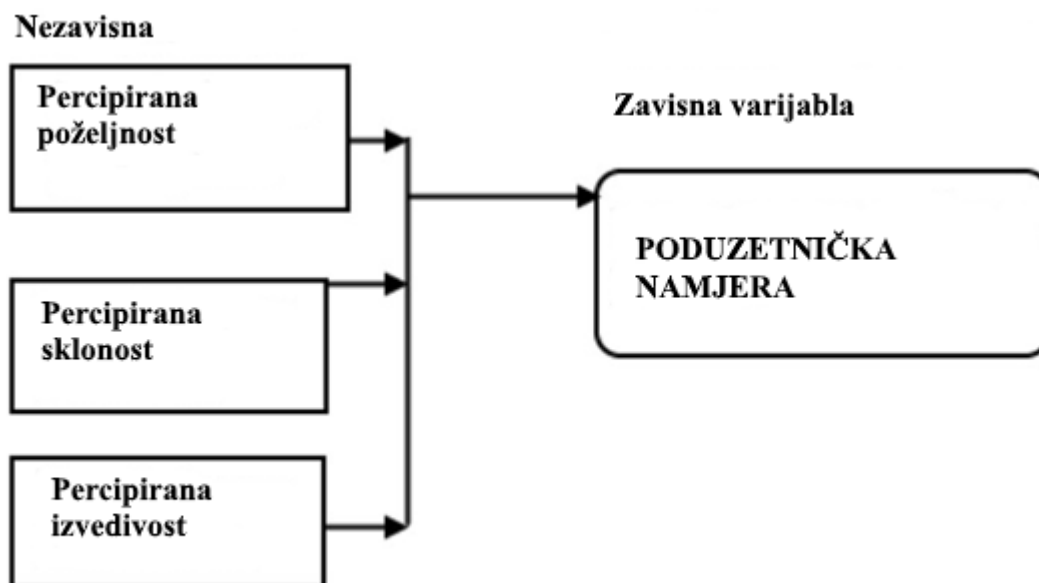 Nezavisna
Percipirana
poželjnost
Percipirana
sklonost
Percipirana
izvedivost
Zavisna varijabla
PODUZETNIČKA
NAMJERA